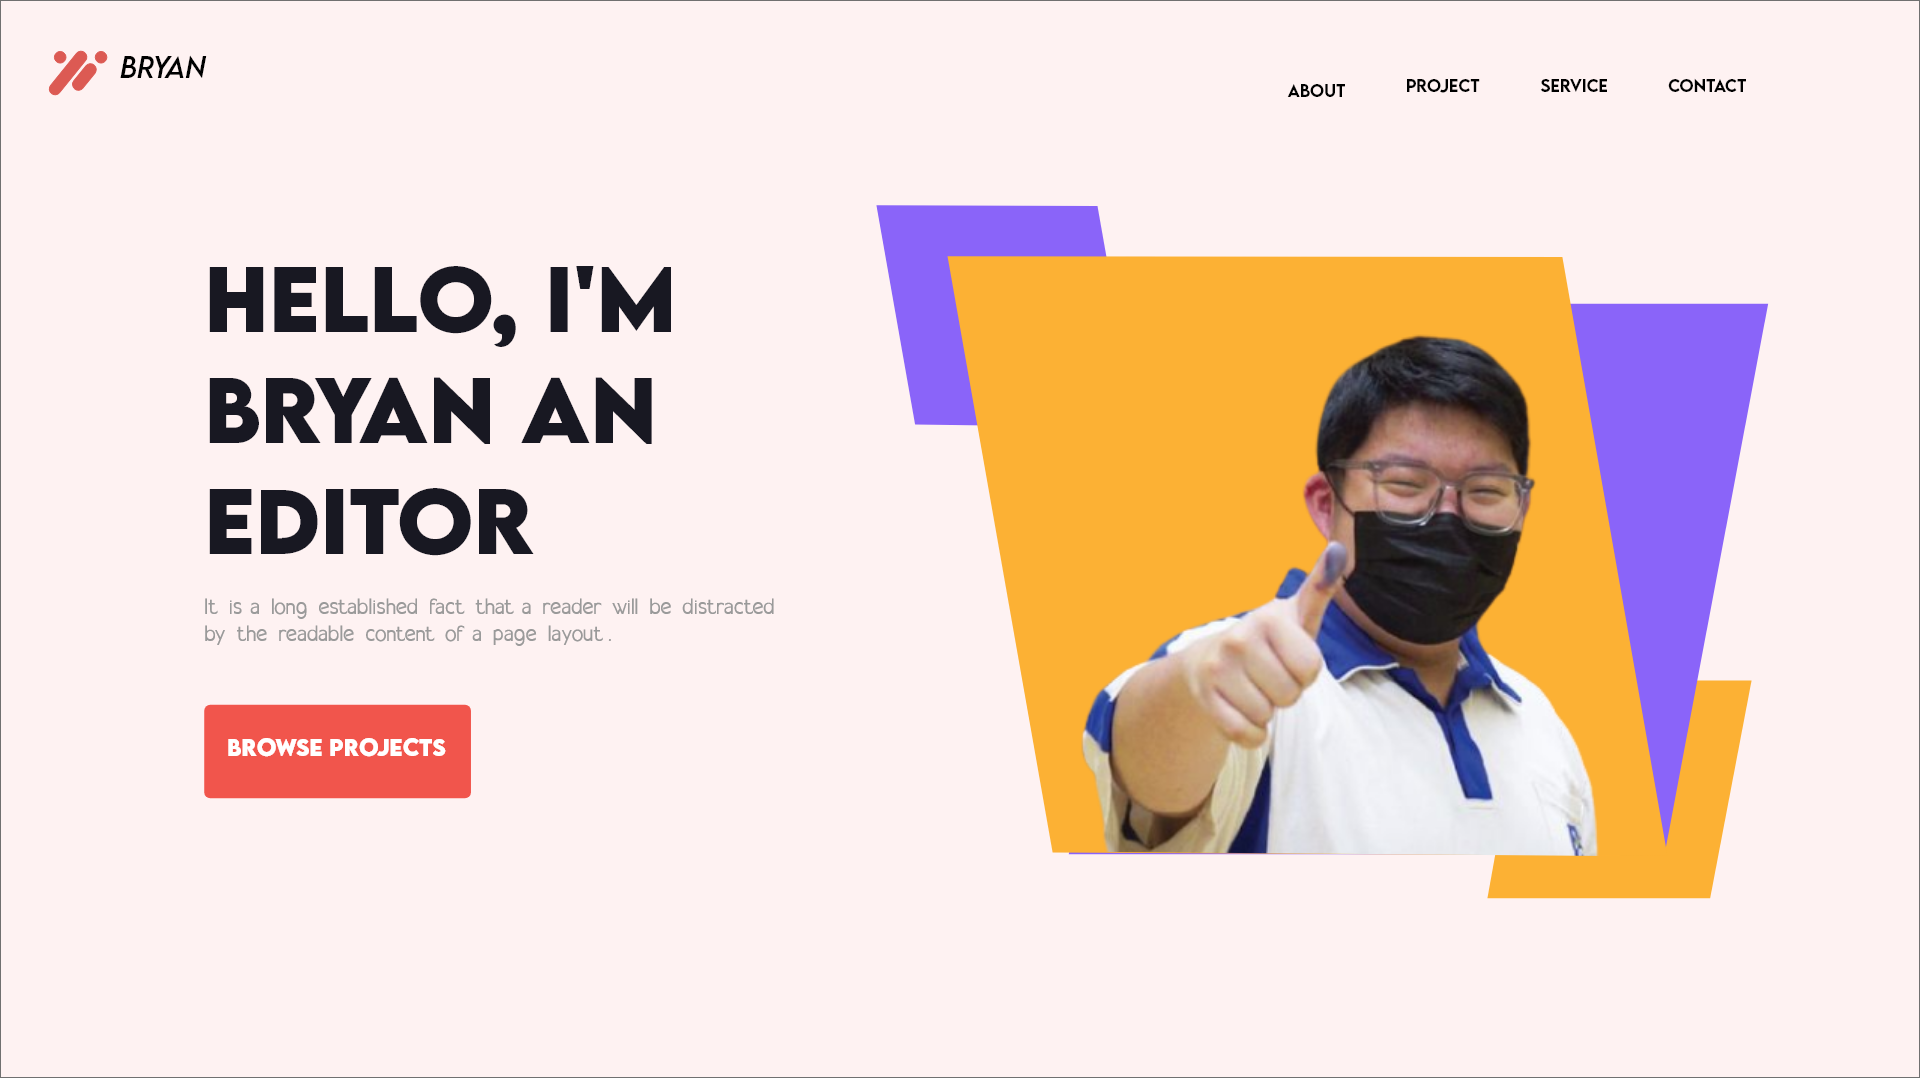 BRYAN
ABOUT PROJECT SERVICE CONTACT
HELLO, I'M
BRYAN AN
EDITOR
It is a long established fact that a reader will be distracted
by the readable content of a page layout.
BROWSE PROJECTS